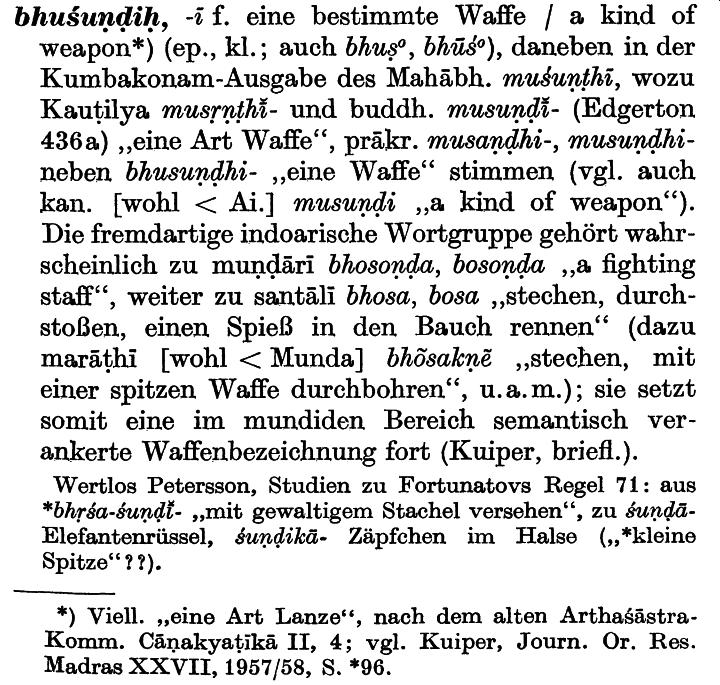 bhuśuṇḍiḥ, -ī f. eine bestimmte Waffe / a kind of
weapon*) (ep., kl.; auch bhuṣ°, bhūś°), daneben in der
Kumbakonam-Ausgabe des Mahābh. muśuṇṭhī, wozu
Kauṭilya musṛṇṭhī̆- und buddh. musuṇḍī̆- (Edgerton
436a) „eine Art Waffe“, prākr. musaṇḍhi-, musuṇḍhi-
neben bhusuṇḍhi- „eine Waffe“ stimmen (vgl. auch
kan. [wohl < Ai.] musuṇḍi „a kind of weapon“).
Die fremdartige indoarische Wortgruppe gehört wahr-
scheinlich zu muṇḍārī bhosoṇḍa, bosoṇḍa „a fighting
staff“, weiter zu santālī bhosa, bosa „stechen, durch-
stoßen, einen Spieß in den Bauch rennen“ (dazu
marāṭhī [wohl < Munda] bhõsakṇẽ „stechen, mit
einer spitzen Waffe durchbohren“, u.a.m.); sie setzt
somit eine im mundiden Bereich semantisch ver-
ankerte Waffenbezeichnung fort (Kuiper, briefl.).
Wertlos Petersson, Studien zu Fortunatovs Regel 71: aus
*bhṛśa-śuṇḍī̆- „mit gewaltigem Stachel versehen“, zu śuṇḍā-
Elefantenrüssel, śuṇḍikā- Zäpfchen im Halse („*kleine
Spitze“??).
*) Viell. „eine Art Lanze“, nach dem alten Arthaśāstra-
Komm. Cāṇakyaṭīkā II, 4; vgl. Kuiper, Journ. Or. Res.
Madras XXVII, 1957/58, S. *96.